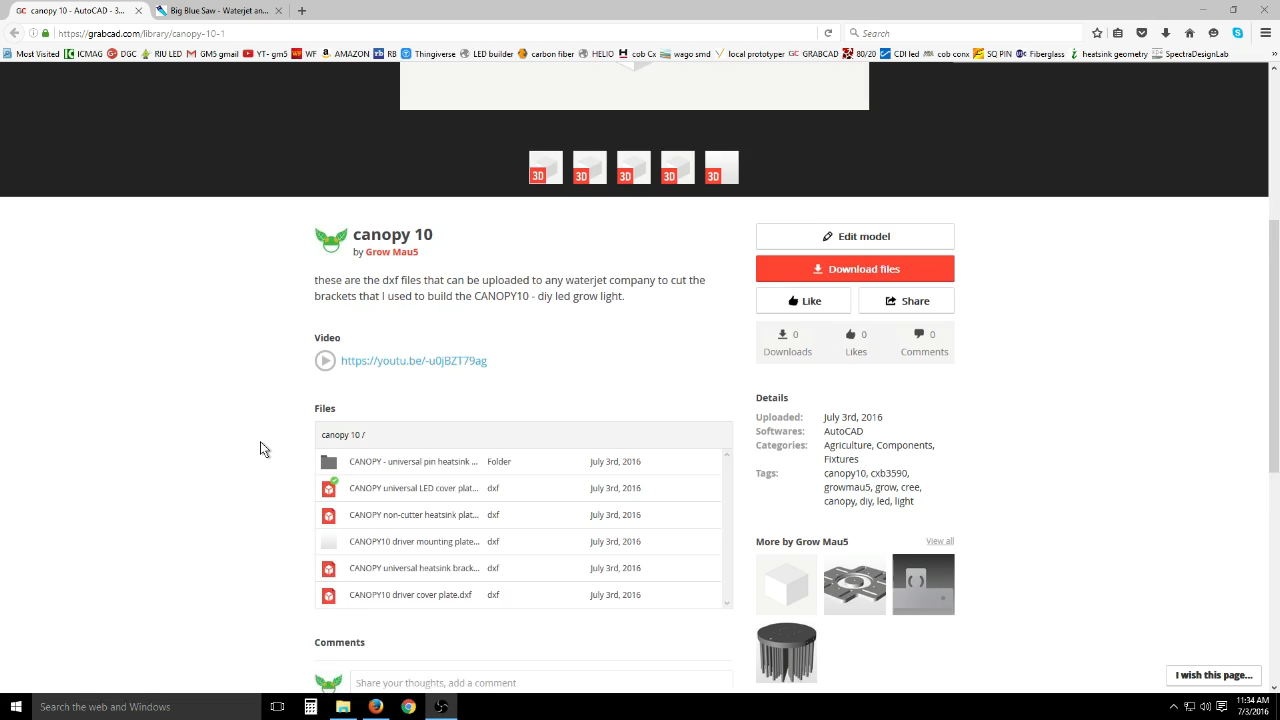 GC canopy 10 - AutoCAD - 3...
Big Blue Saw - Waterjet an...
https://grabcad.com/library/canopy-10-1
Search
Most Visited ICMAG DGC RIU LED GM5 gmail YT- gm5 WF AMAZON RB Thingiverse LED builder carbon fiber HELIO cob Cx wago smd local prototyper GC GRABCAD 80/20 CDI led cob conx SQ PIN Fiberglass heatsink geometry SpectraDesignLab
3D 3D 3D 3D 3D
canopy 10
by Grow Mau5
these are the dxf files that can be uploaded to any waterjet company to cut the
brackets that I used to build the CANOPY10 - diy led grow light.
Video
https://youtu.be/-u0jBZT79ag
Files
canopy 10 /
CANOPY - universal pin heatsink ... Folder July 3rd, 2016
CANOPY universal LED cover plat... dxf July 3rd, 2016
CANOPY non-cutter heatsink plat... dxf July 3rd, 2016
CANOPY10 driver mounting plate... dxf July 3rd, 2016
CANOPY universal heatsink brack... dxf July 3rd, 2016
CANOPY10 driver cover plate.dxf dxf July 3rd, 2016
Comments
Share your thoughts, add a comment
Edit model
Download files
Like Share
0 0 0
Downloads Likes Comments
Details
Uploaded: July 3rd, 2016
Softwares: AutoCAD
Categories: Agriculture, Components,
Fixtures
Tags: canopy10, cxb3590,
growmau5, grow, cree,
canopy, diy, led, light
More by Grow Mau5 View all
I wish this page...
Search the web and Windows
11:34 AM
7/3/2016